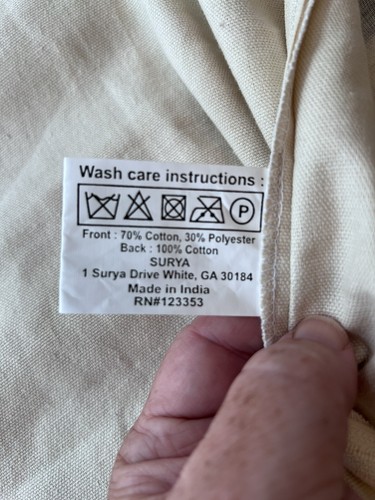 Wash care instructions :
P
Front : 70% Cotton, 30% Polyester
Back : 100% Cotton
SURYA
1 Surya Drive White, GA 30184
Made in India
RN#123353